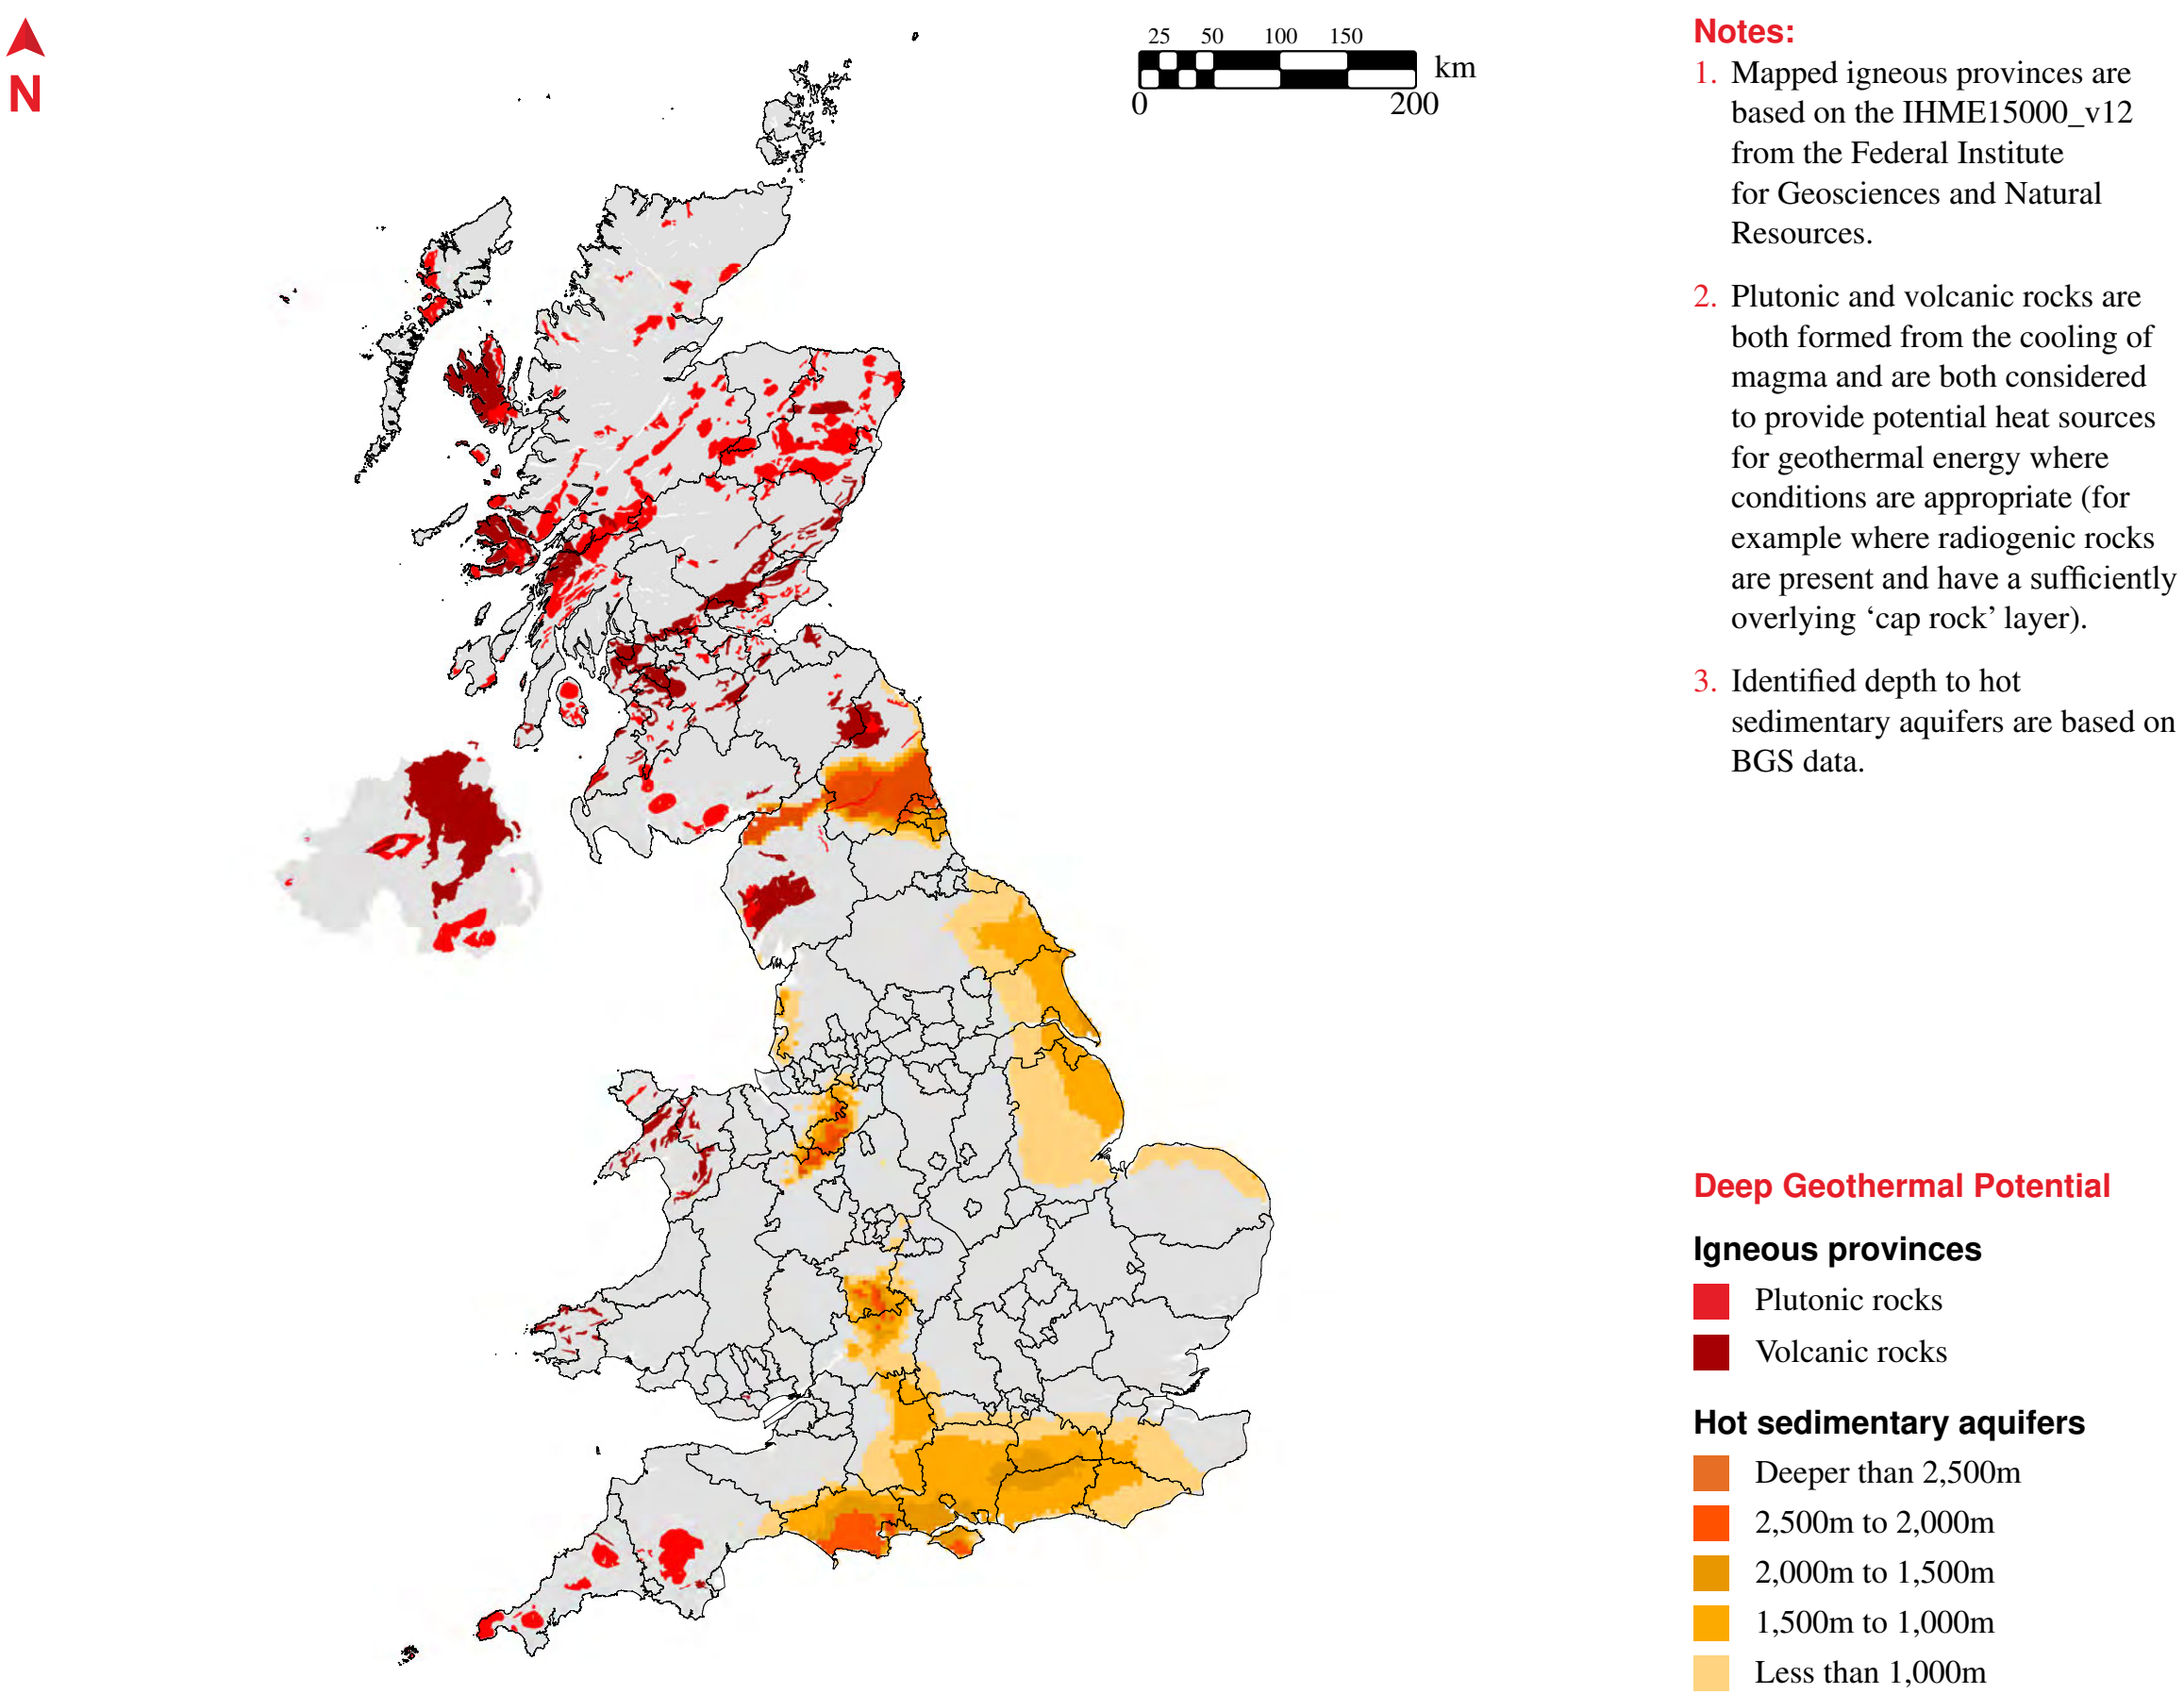 N
25 50 100 150
km
0 200
Notes:
1. Mapped igneous provinces are
based on the IHME15000_v12
from the Federal Institute
for Geosciences and Natural
Resources.
2. Plutonic and volcanic rocks are
both formed from the cooling of
magma and are both considered
to provide potential heat sources
for geothermal energy where
conditions are appropriate (for
example where radiogenic rocks
are present and have a sufficiently
overlying ‘cap rock’ layer).
3. Identified depth to hot
sedimentary aquifers are based on
BGS data.
Deep Geothermal Potential
Igneous provinces
Plutonic rocks
Volcanic rocks
Hot sedimentary aquifers
Deeper than 2,500m
2,500m to 2,000m
2,000m to 1,500m
1,500m to 1,000m
Less than 1,000m